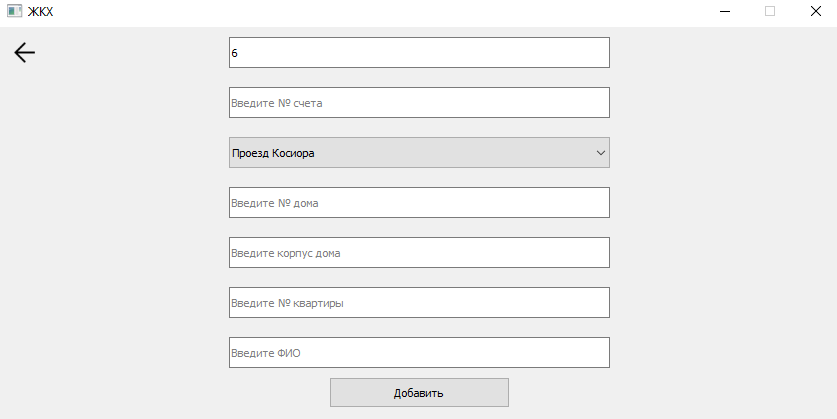 ЖКХ
6
Введите № счета
Проезд Косиора
Введите № дома
Введите корпус дома
Введите № квартиры
Введите ФИО
Добавить